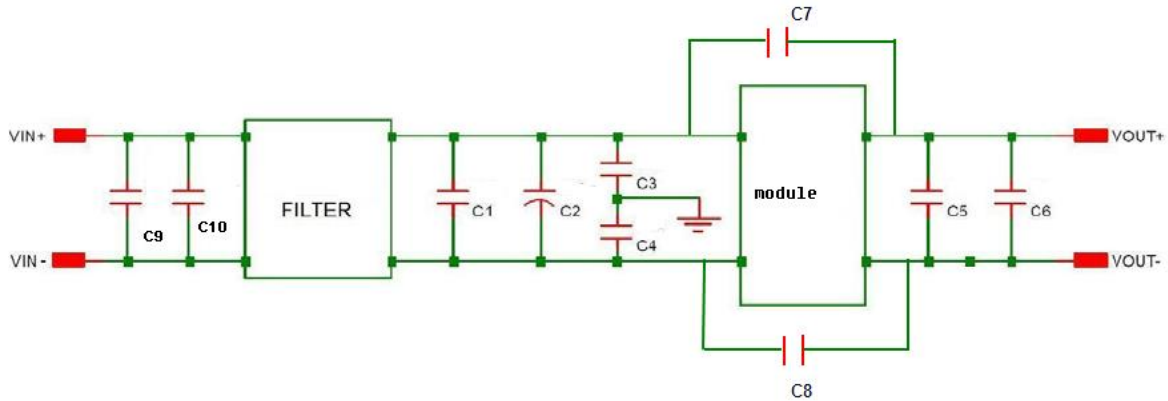 C7
VIN+
VOUT+
FILTER
C3
module
C1
C2
C5
C6
C9
C10
C4
VIN-
VOUT-
C8